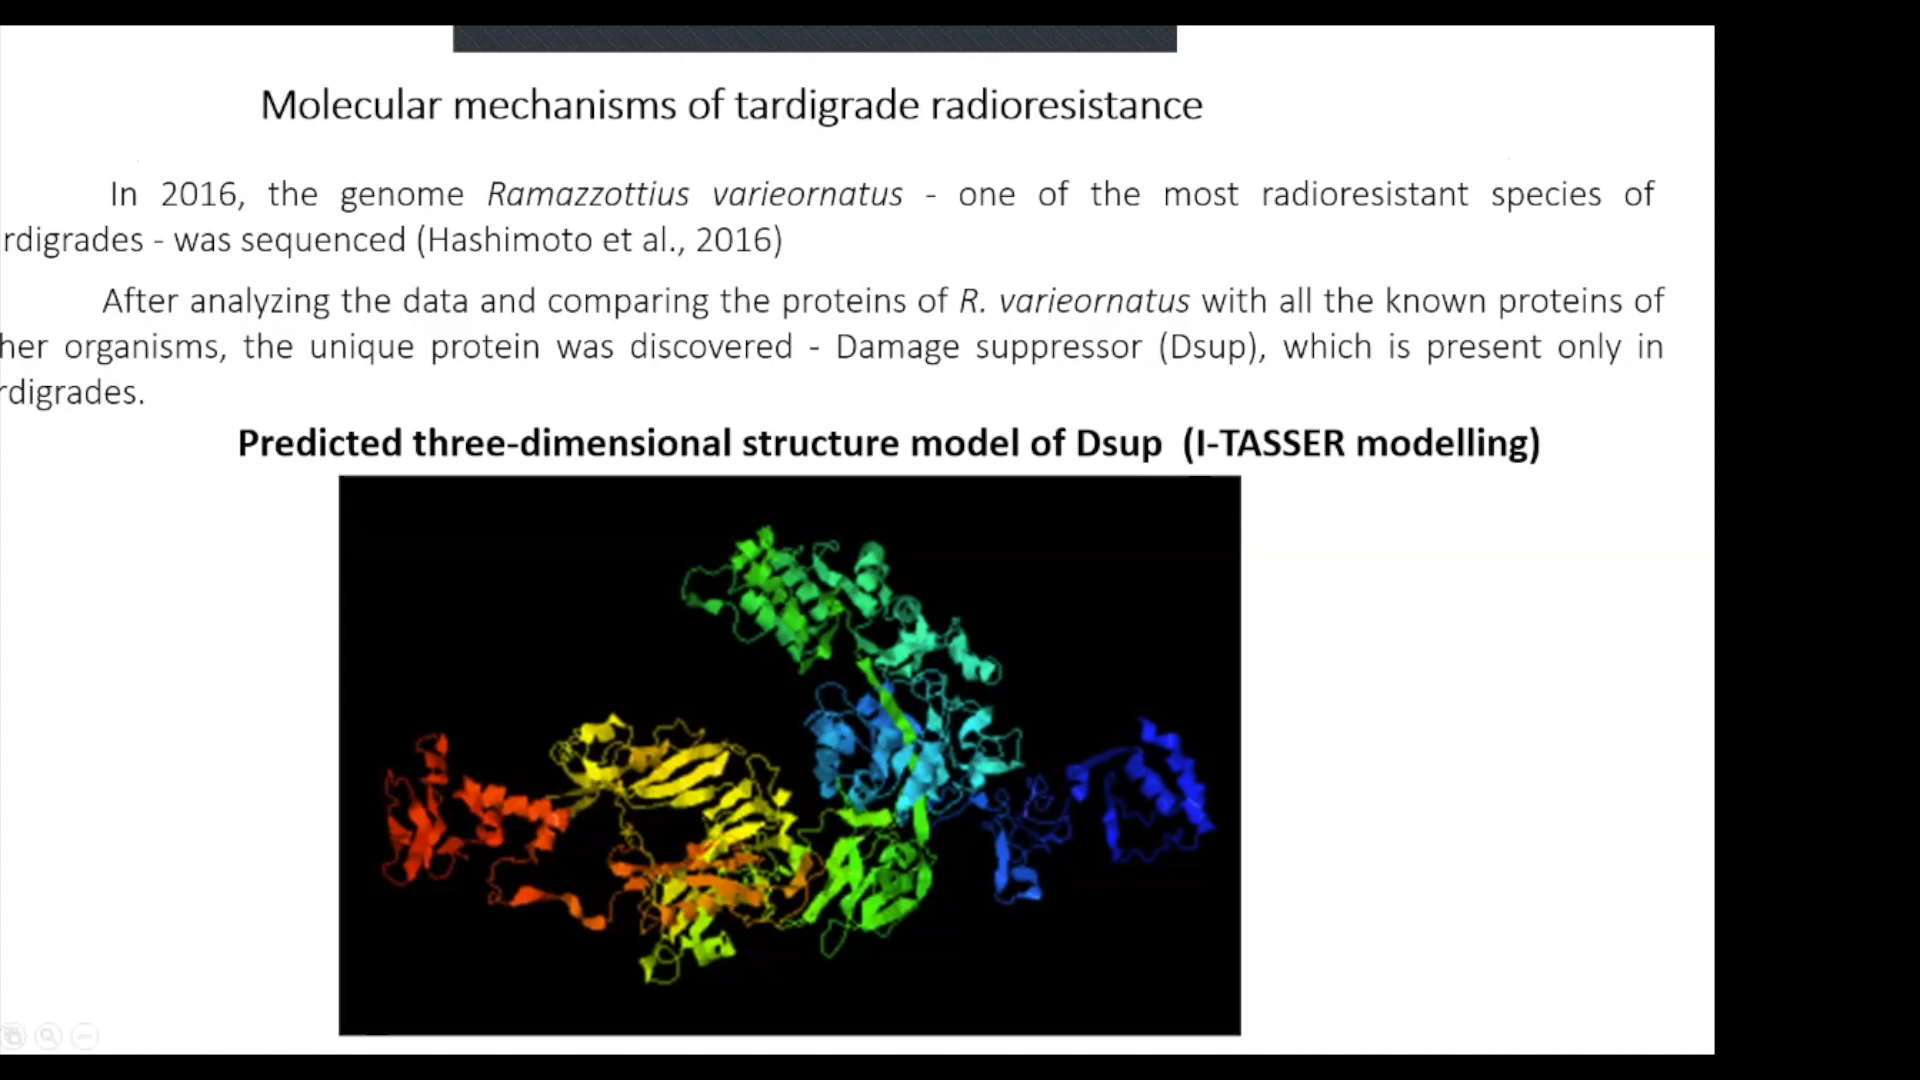 Molecular mechanisms of tardigrade radioresistance
In 2016, the genome Ramazzottius varieornatus - one of the most radioresistant species of
rdigrades - was sequenced (Hashimoto et al., 2016)
After analyzing the data and comparing the proteins of R. varieornatus with all the known proteins of
her organisms, the unique protein was discovered - Damage suppressor (Dsup), which is present only in
rdigrades.
Predicted three-dimensional structure model of Dsup (I-TASSER modelling)